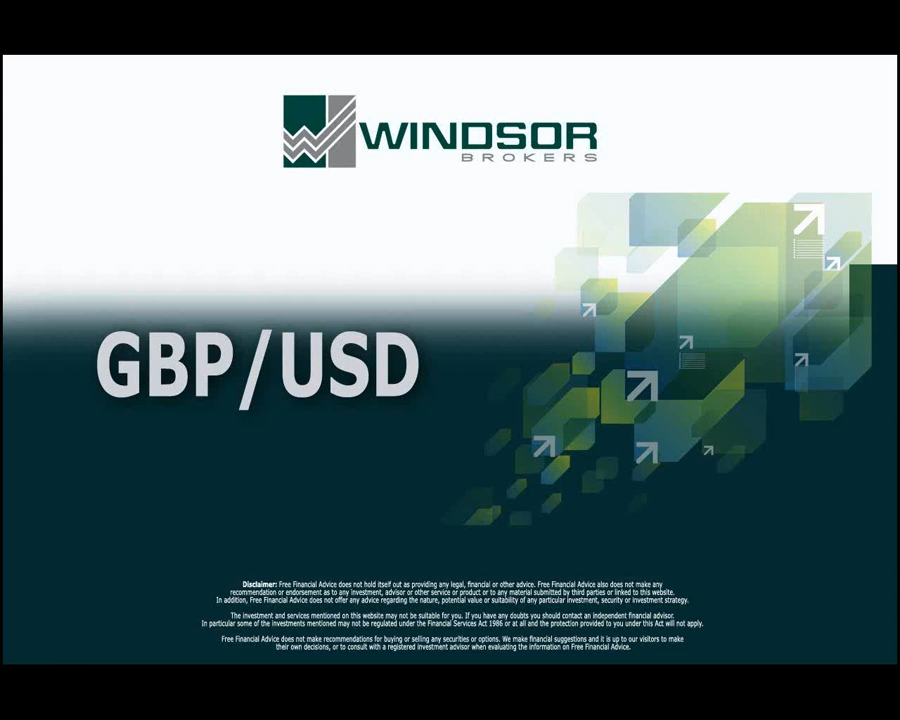 WINDSOR
BROKERS
GBP/USD
Disclaimer: Free Financial Advice does not hold itself out as providing any legal, financial or other advice. Free Financial Advice also does not make any
recommendation or endorsement as to any investment, advisor or other service or product or to any material submitted by third parties or linked to this website.
In addition, Free Financial Advice does not offer any advice regarding the nature, potential value or suitability of any particular investment, security or investment strategy.
The investment and services mentioned on this website may not be suitable for you. If you have any doubts you should contact an independent financial advisor.
In particular some of the investments mentioned may not be regulated under the Financial Services Act 1986 or at all and the protection provided to you under this Act will not apply.
Free Financial Advice does not make recommendations for buying or selling any securities or options. We make financial suggestions and it is up to our visitors to make
their own decisions, or to consult with a registered investment advisor when evaluating the information on Free Financial Advice.